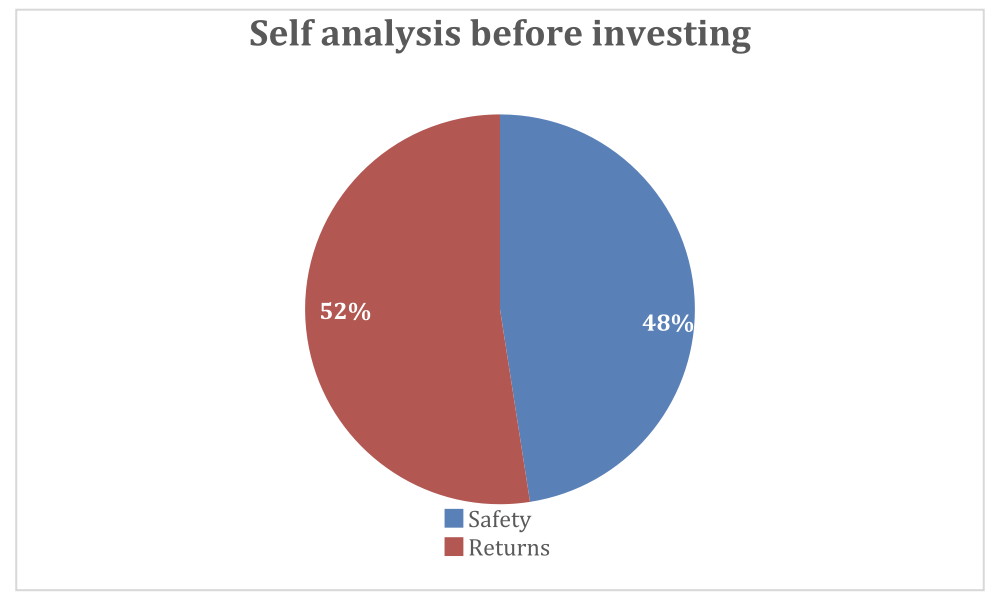 Self analysis before investing
52%
48%
Safety
Returns